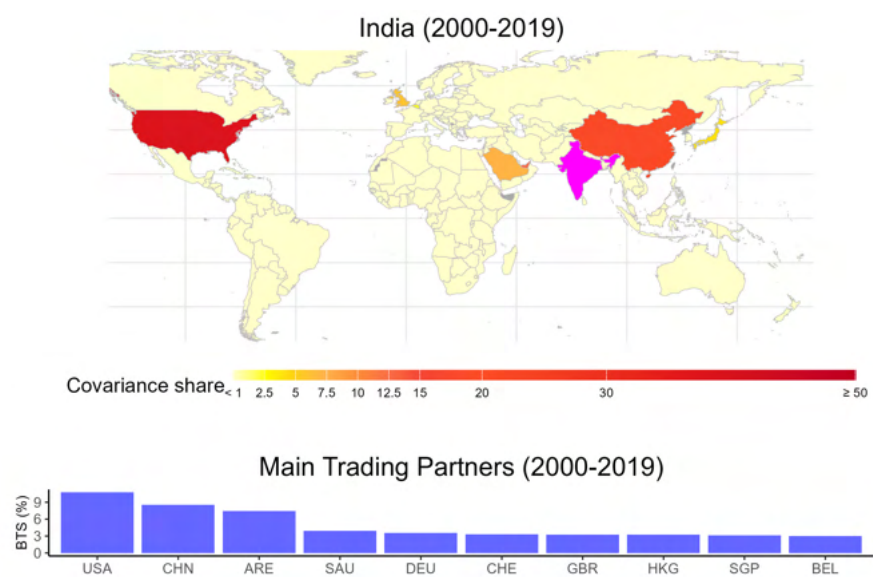 India (2000-2019)
Covariance share
< 1 2.5 5 7.5 10 12.5 15 20 30 ≥ 50
Main Trading Partners (2000-2019)
BTS (%)
9
6
3
0
USA CHN ARE SAU DEU CHE GBR HKG SGP BEL